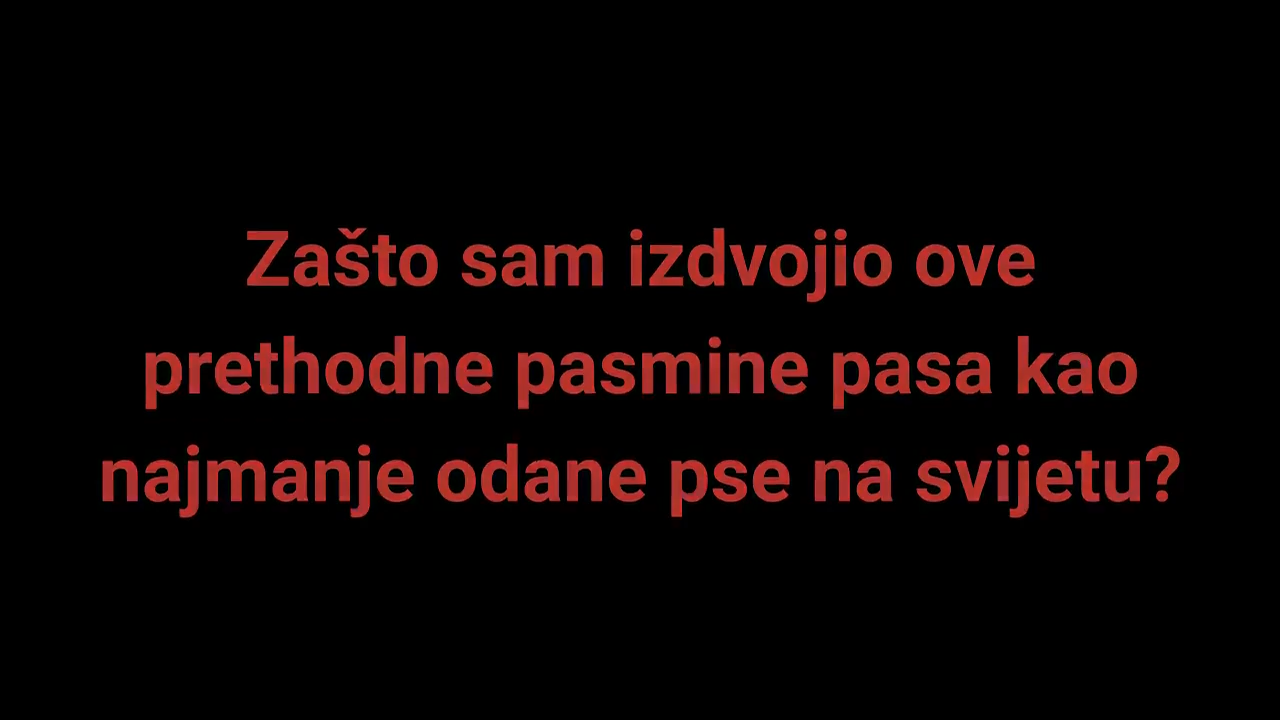 Zašto sam izdvojio ove
prethodne pasmine pasa kao
najmanje odane pse na svijetu?